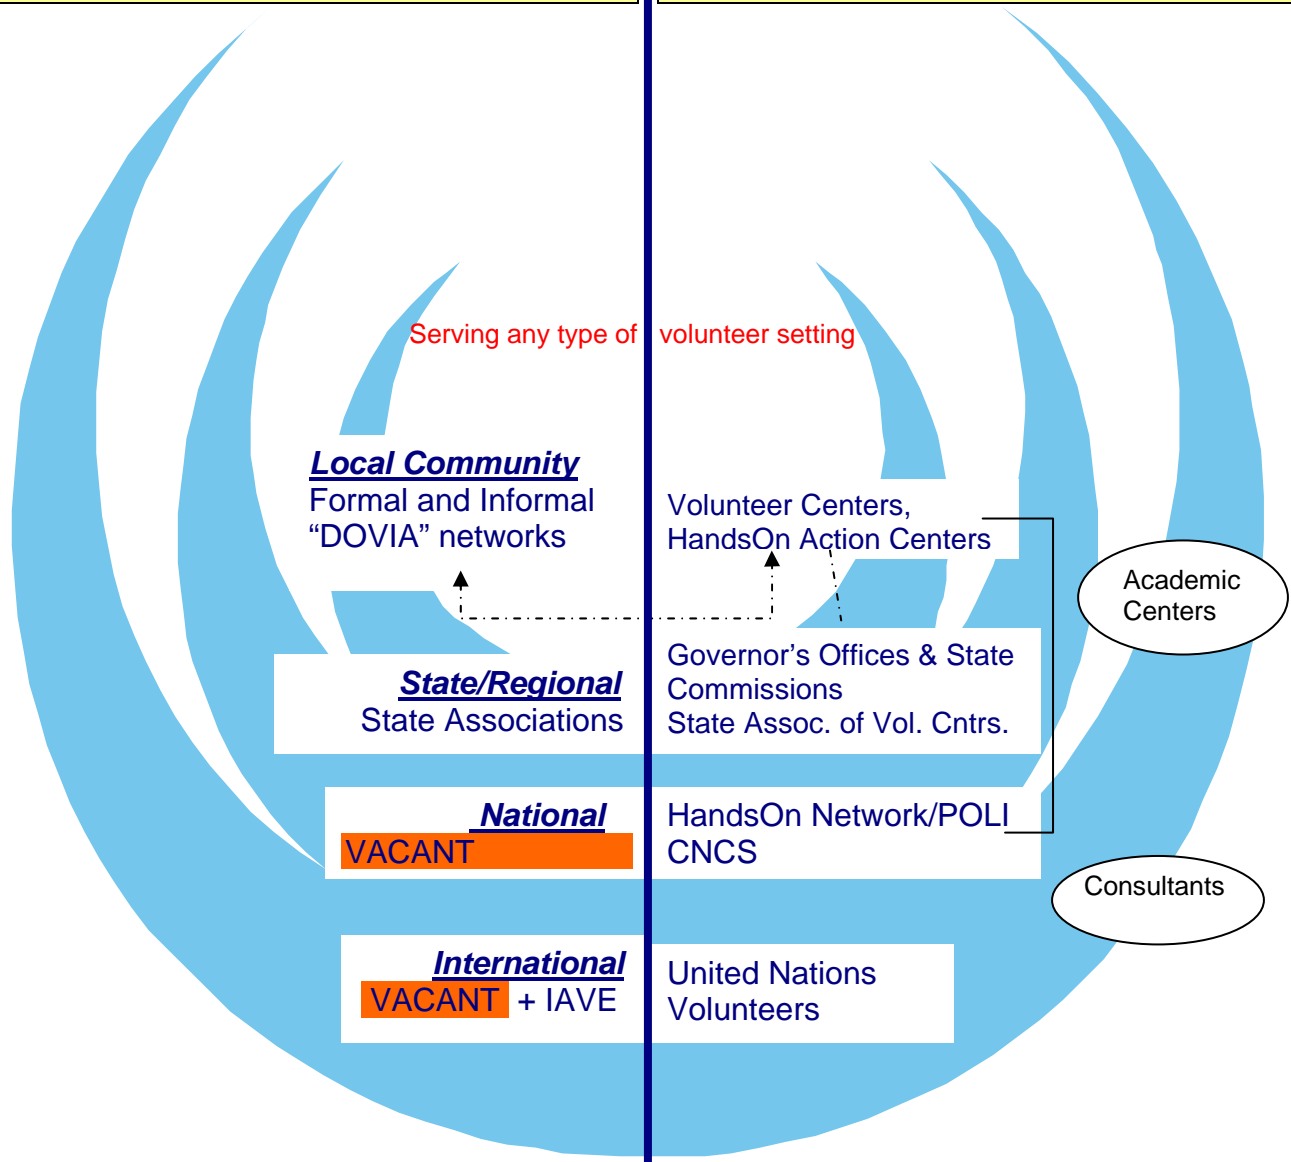 Serving any type of volunteer setting
Local Community
Formal and Informal
“DOVIA” networks
Volunteer Centers,
HandsOn Action Centers
Academic
Centers
State/Regional
State Associations
Governor’s Offices & State
Commissions
State Assoc. of Vol. Cntrs.
National
VACANT
HandsOn Network/POLI
CNCS
Consultants
International
VACANT + IAVE
United Nations
Volunteers